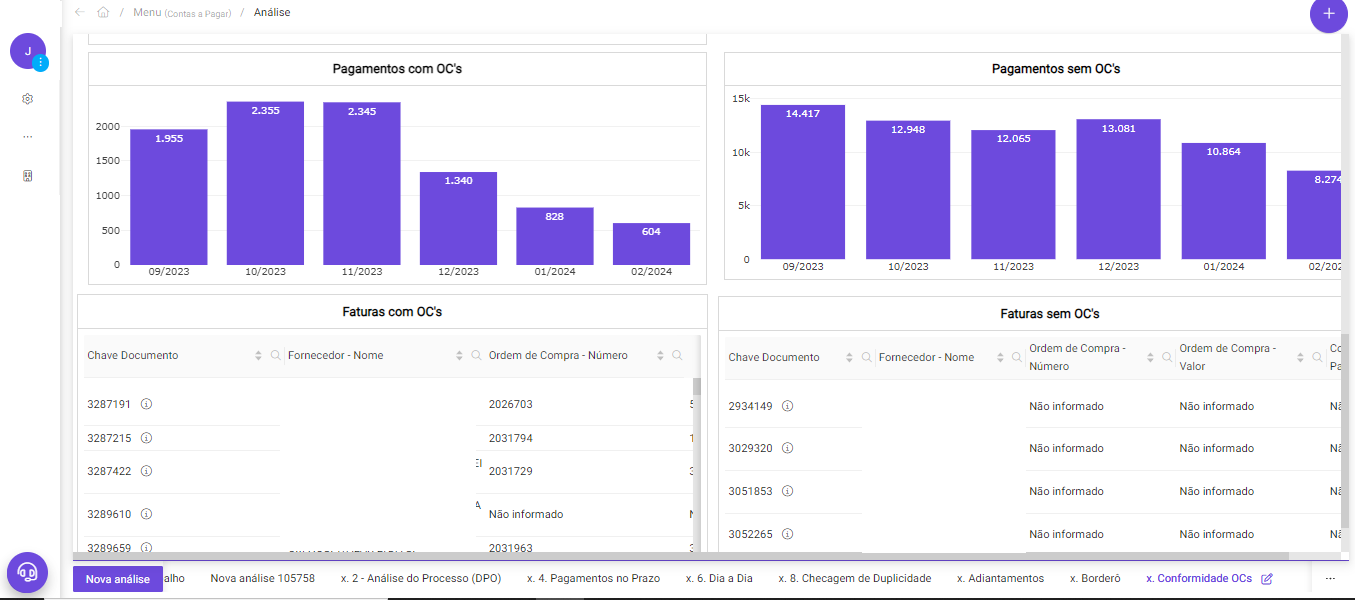 / Menu (Contas a Pagar) / Análise
J
Pagamentos com OC's
2000
1500
1000
500
0
1.955
2.355
2.345
1.340
828
604
09/2023
10/2023
11/2023
12/2023
01/2024
02/2024
Pagamentos sem OC's
15k
10k
5k
0
14.417
12.948
12.065
13.081
10.864
8.274
09/2023
10/2023
11/2023
12/2023
01/2024
02/202
Faturas com OC's
Chave Documento Fornecedor - Nome Ordem de Compra - Número
3287191 2026703 5
3287215 2031794 1
3287422 EI 2031729 3
3289610 A Não informado N
3289659 2031963 3
Faturas sem OC's
Chave Documento Fornecedor - Nome Ordem de Compra - Número Ordem de Compra - Valor Co Pa
2934149 Não informado Não informado Nã
3029320 Não informado Não informado Nã
3051853 Não informado Não informado Nã
3052265 Não informado Não informado Nã
Nova análise alho Nova análise 105758 x. 2 - Análise do Processo (DPO) x. 4. Pagamentos no Prazo x. 6. Dia a Dia x. 8. Checagem de Duplicidade x. Adiantamentos x. Borderô x. Conformidade OCs ...